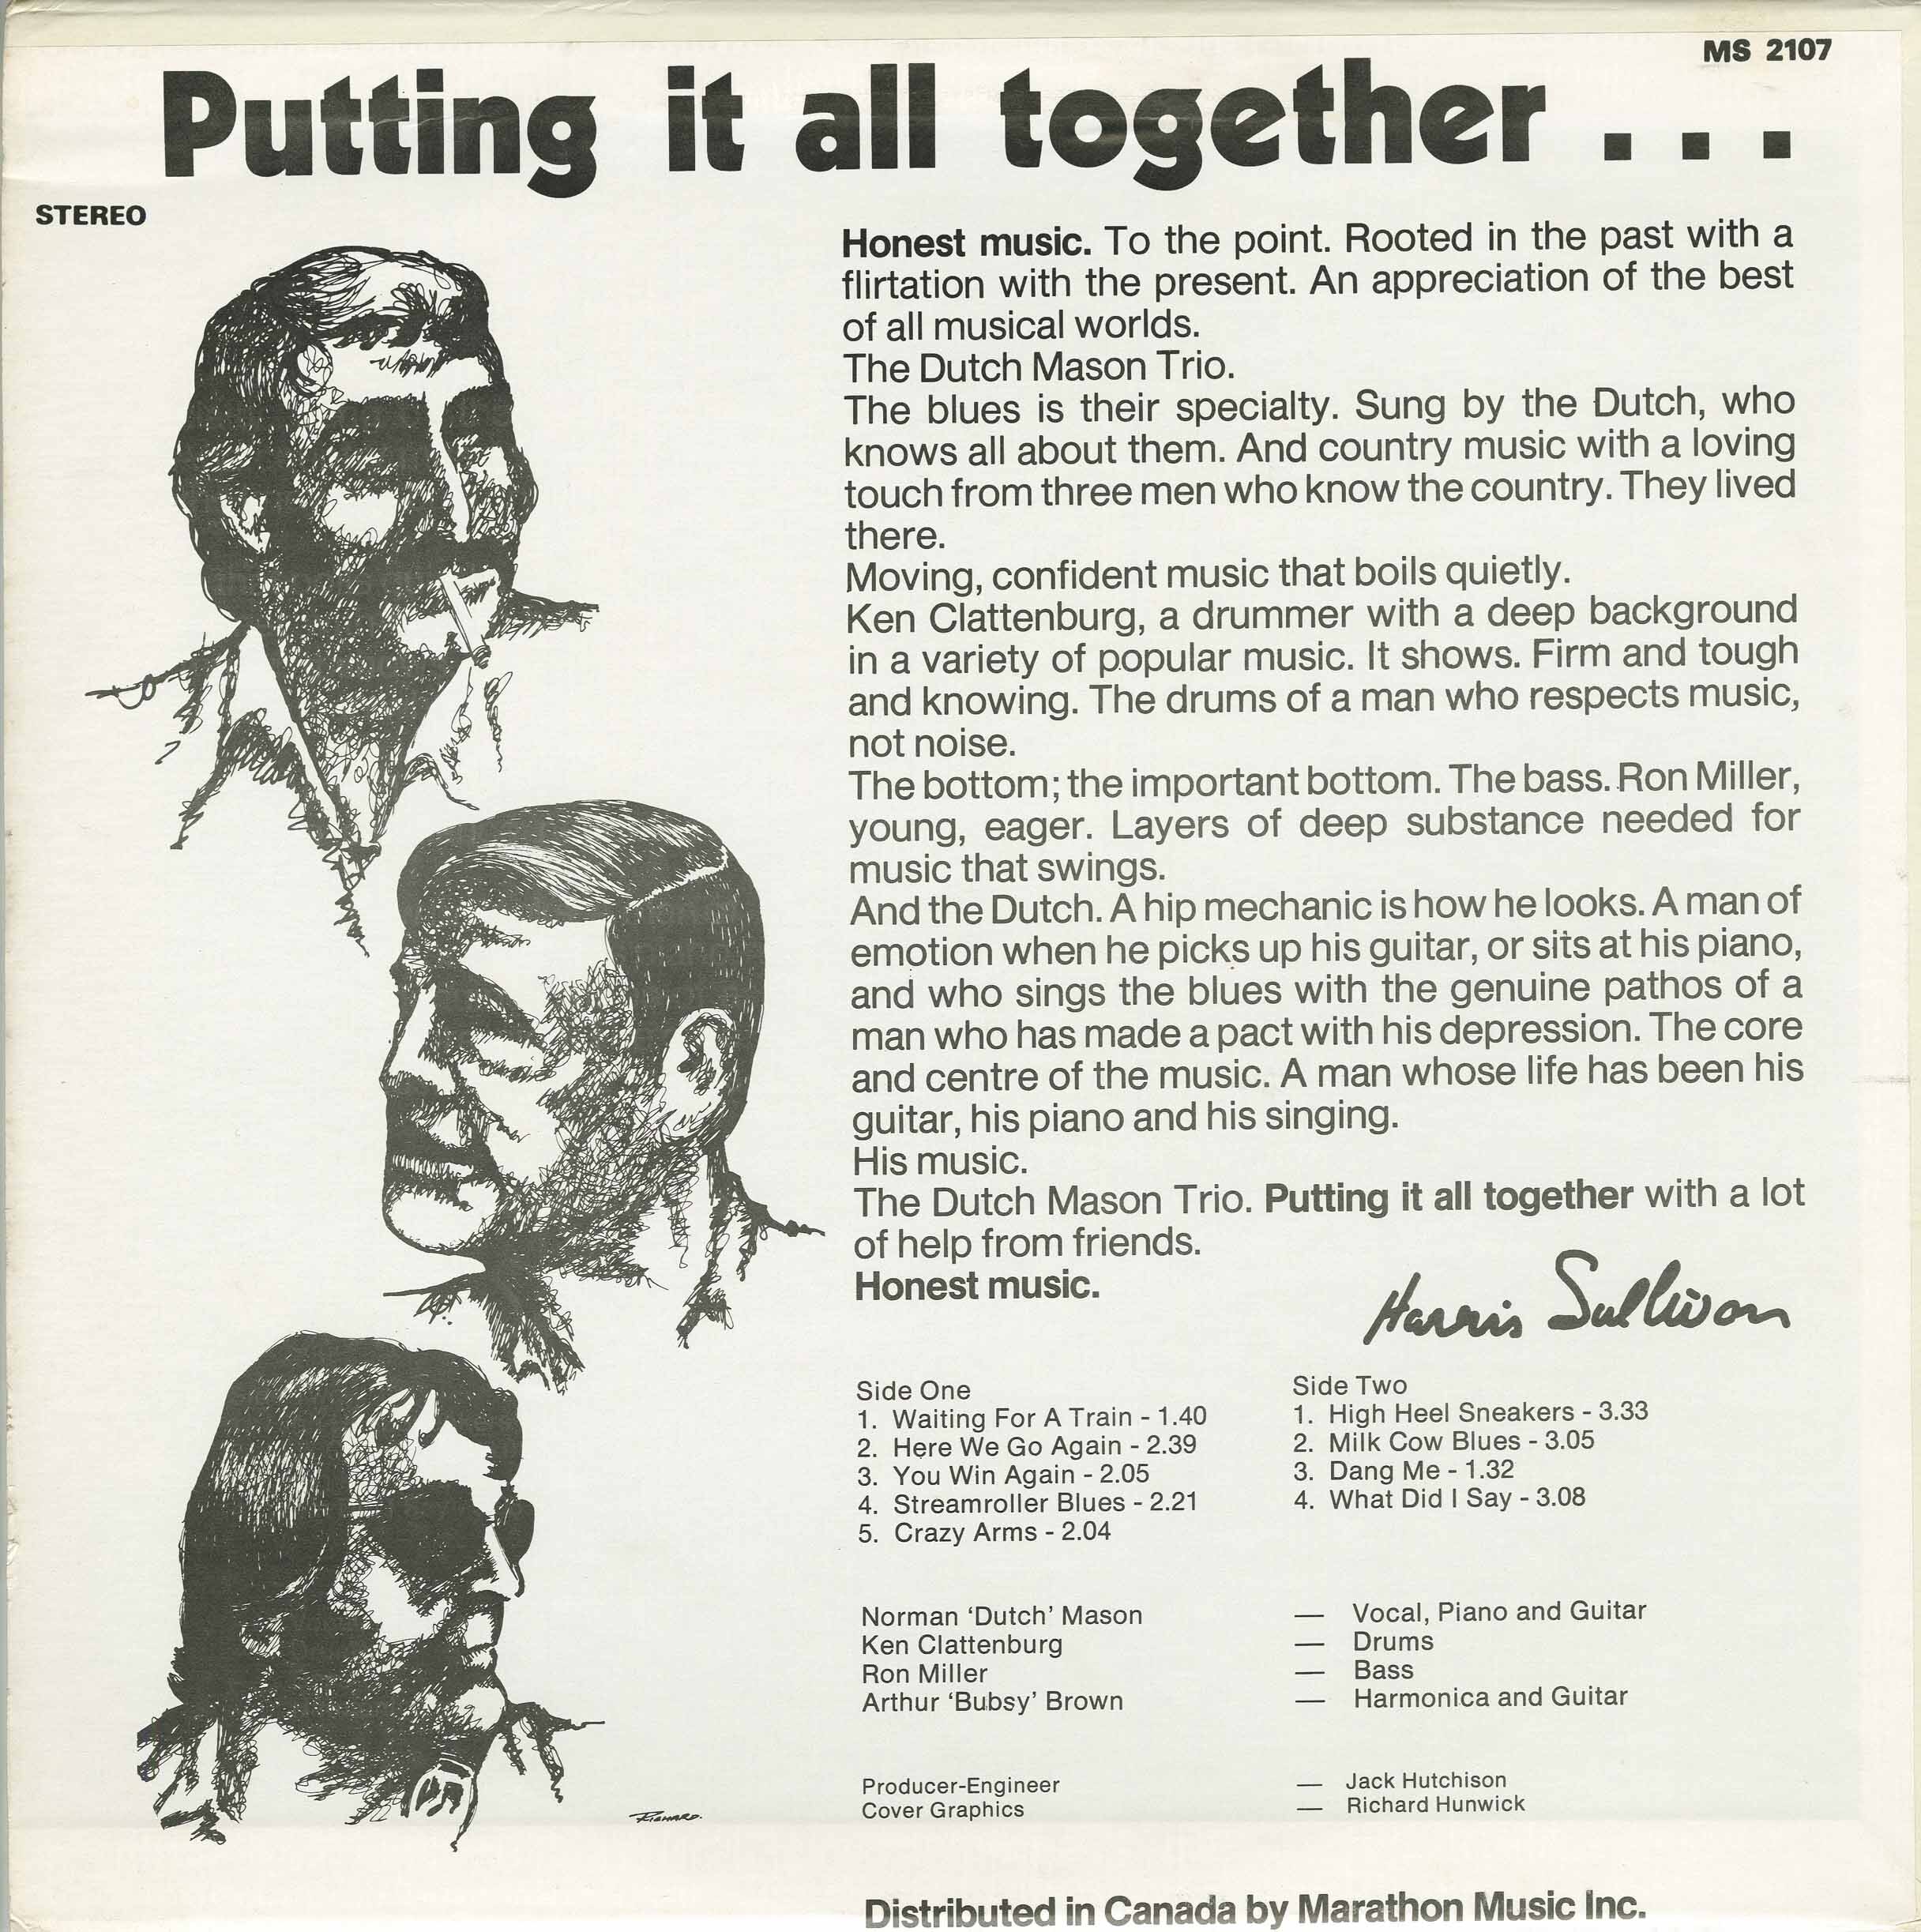 MS 2107
Putting it all together . . .
STEREO
Honest music. To the point. Rooted in the past with a
flirtation with the present. An appreciation of the best
of all musical worlds.
The Dutch Mason Trio.
The blues is their specialty. Sung by the Dutch, who
knows all about them. And country music with a loving
touch from three men who know the country. They lived
there.
Moving, confident music that boils quietly.
Ken Clattenburg, a drummer with a deep background
in a variety of popular music. It shows. Firm and tough
and knowing. The drums of a man who respects music,
not noise.
The bottom; the important bottom. The bass. Ron Miller,
young, eager. Layers of deep substance needed for
music that swings.
And the Dutch. A hip mechanic is how he looks. A man of
emotion when he picks up his guitar, or sits at his piano,
and who sings the blues with the genuine pathos of a
man who has made a pact with his depression. The core
and centre of the music. A man whose life has been his
guitar, his piano and his singing.
His music.
The Dutch Mason Trio. Putting it all together with a lot
of help from friends.
Honest music.
Harris Sullivan
Side One
1. Waiting For A Train - 1.40
2. Here We Go Again - 2.39
3. You Win Again - 2.05
4. Streamroller Blues - 2.21
5. Crazy Arms - 2.04
Side Two
1. High Heel Sneakers - 3.33
2. Milk Cow Blues - 3.05
3. Dang Me - 1.32
4. What Did I Say - 3.08
Norman ‘Dutch’ Mason — Vocal, Piano and Guitar
Ken Clattenburg — Drums
Ron Miller — Bass
Arthur ‘Bubsy’ Brown — Harmonica and Guitar
Producer-Engineer — Jack Hutchison
Cover Graphics — Richard Hunwick
RICHARD.
Distributed in Canada by Marathon Music Inc.